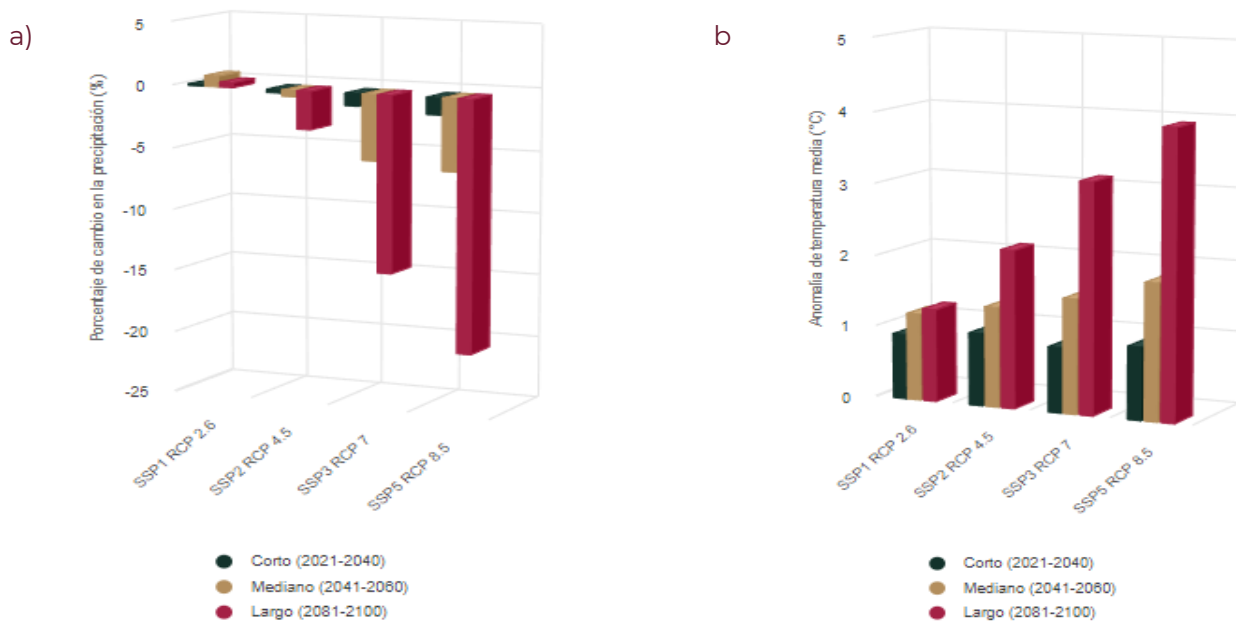 a)
Porcentaje de cambio en la precipitación (%)
5
0
-5
-10
-15
-20
-25
SSP1 RCP 2.6
SSP2 RCP 4.5
SSP3 RCP 7
SSP5 RCP 8.5
Corto (2021-2040)
Mediano (2041-2060)
Largo (2081-2100)
b
Anomalía de temperatura media (°C)
5
4
3
2
1
0
SSP1 RCP 2.6
SSP2 RCP 4.5
SSP3 RCP 7
SSP5 RCP 8.5
Corto (2021-2040)
Mediano (2041-2060)
Largo (2081-2100)